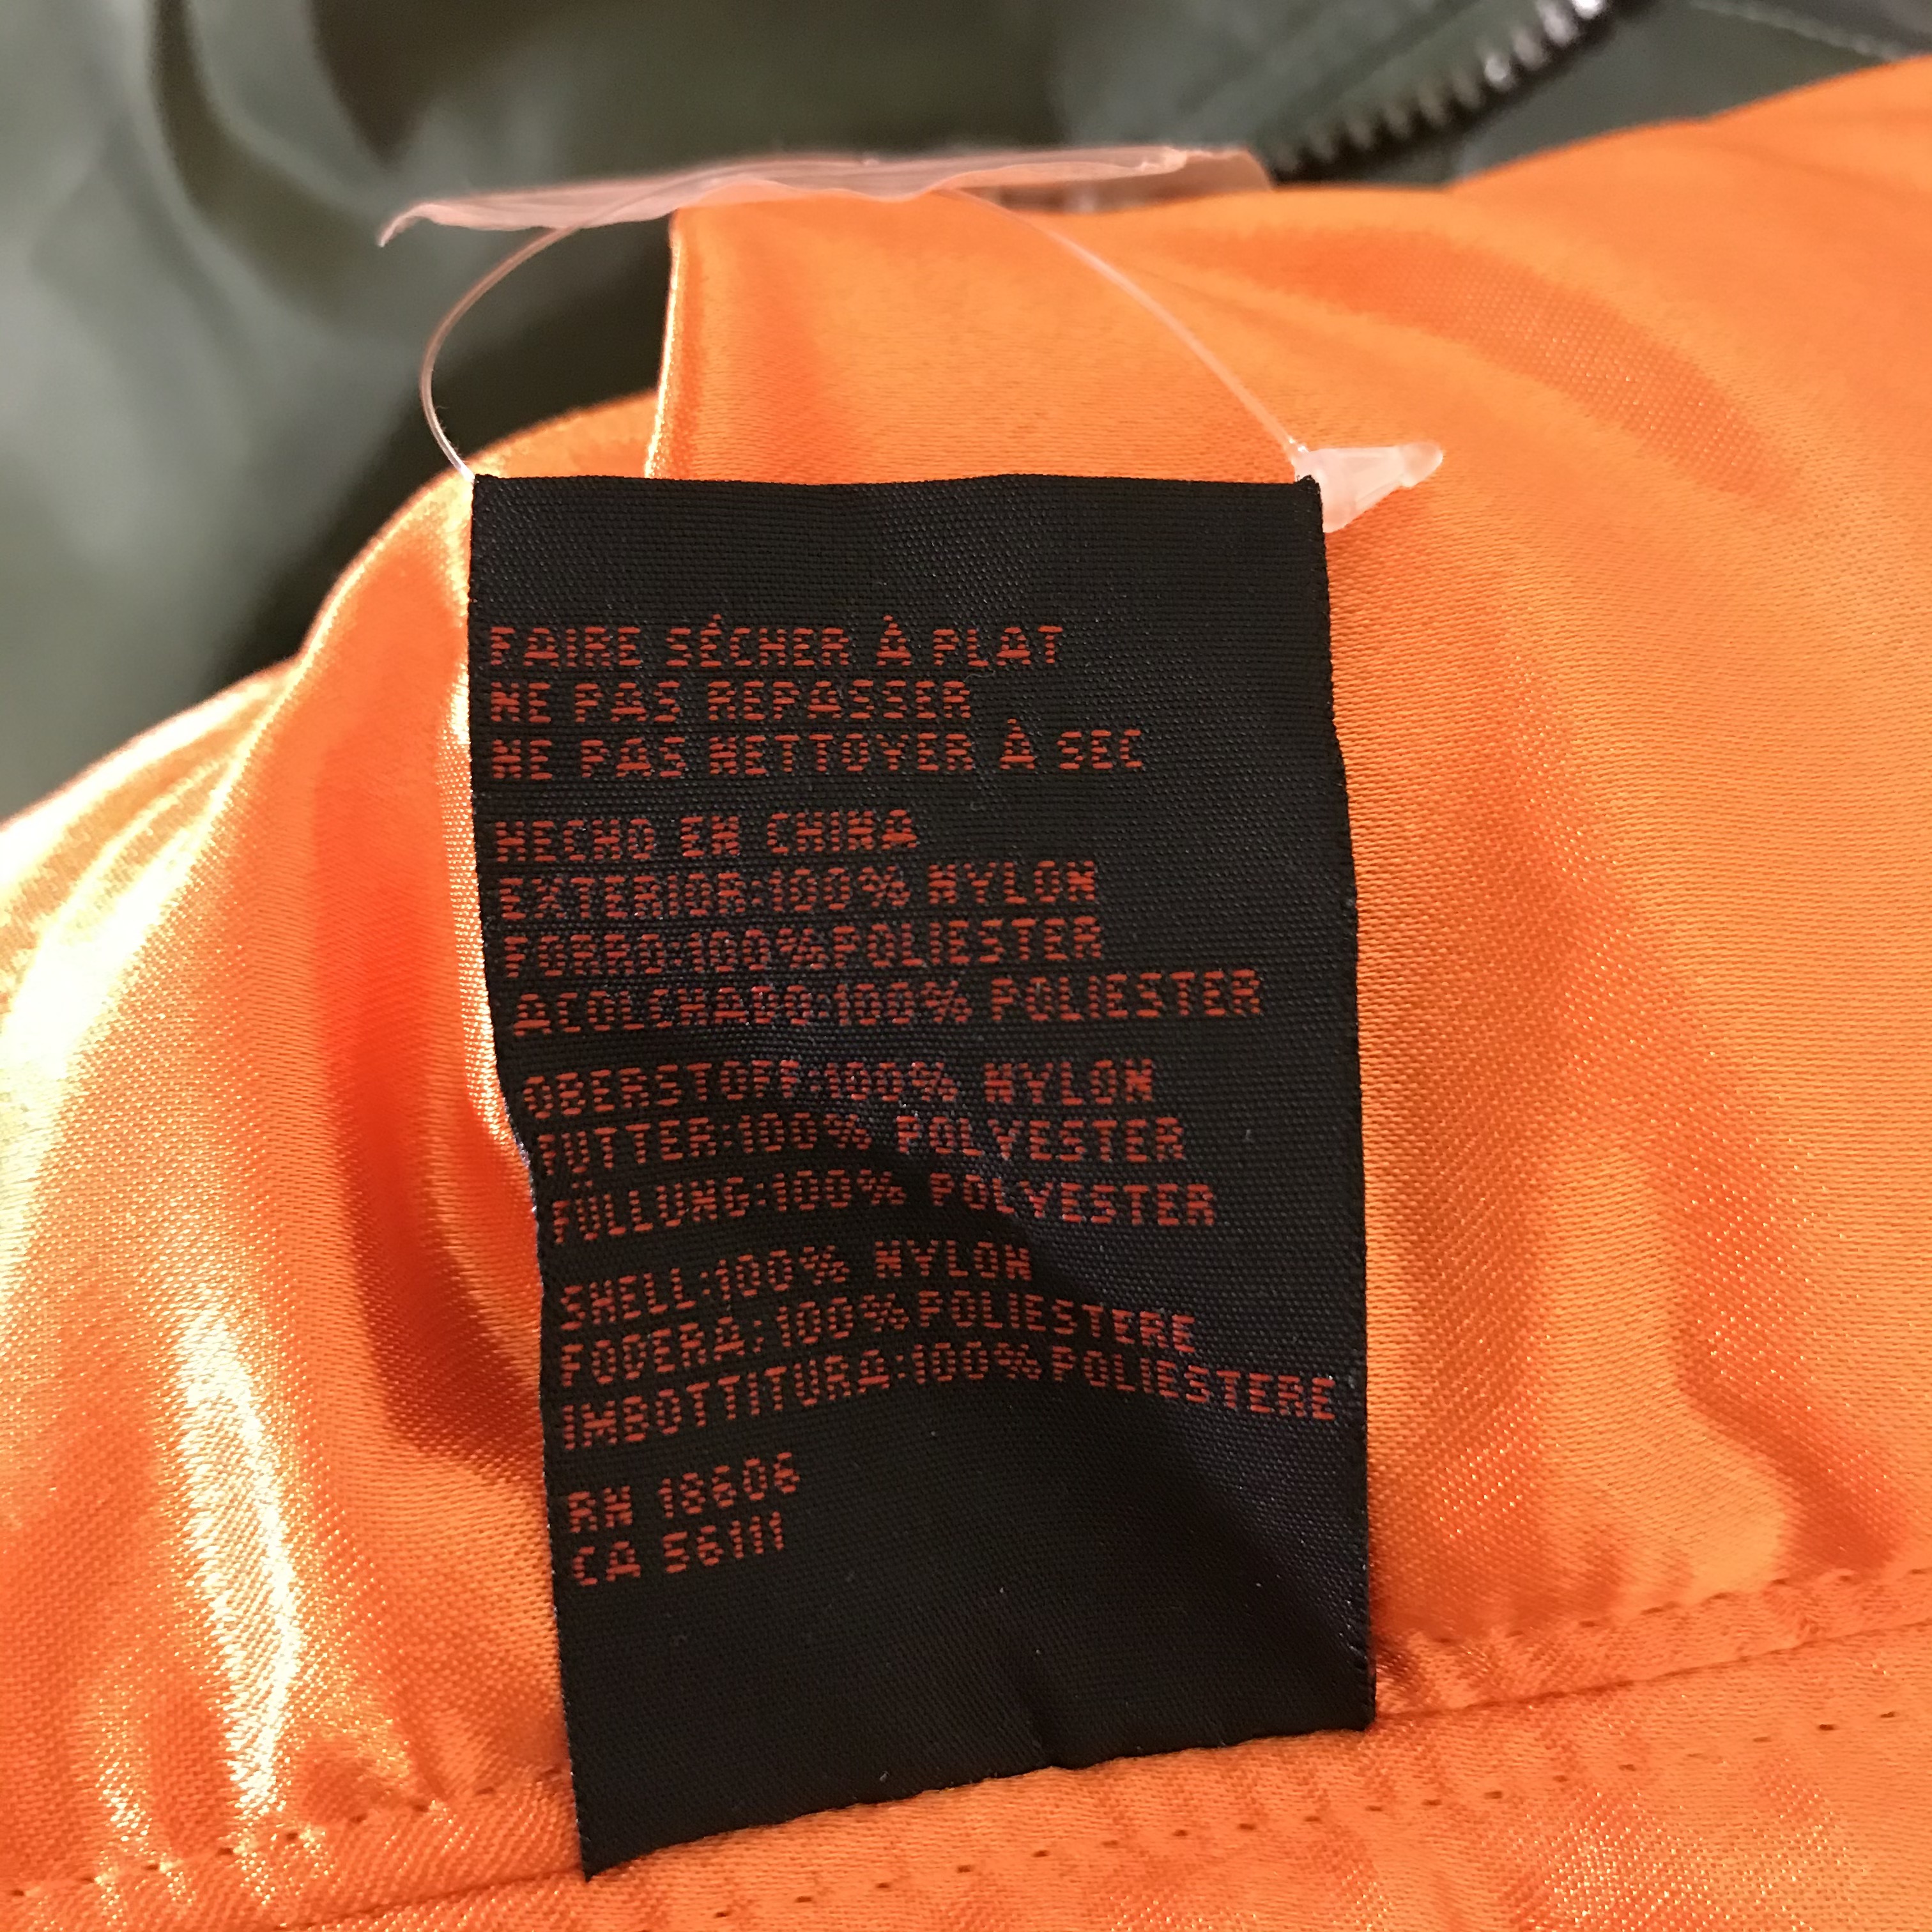 FAIRE SÉCHER À PLAT
NE PAS REPASSER
NE PAS NETTOYER À SEC
HECHO EN CHINA
EXTERIOR:100% NYLON
FORRO:100%POLIESTER
ACOLCHADO:100% POLIESTER
OBERSTOFF:100% NYLON
FUTTER:100% POLYESTER
FÜLLUNG:100% POLYESTER
SHELL:100% NYLON
FODERA:100%POLIESTERE
IMBOTTITURA:100%POLIESTERE
RN 18606
CA 56111